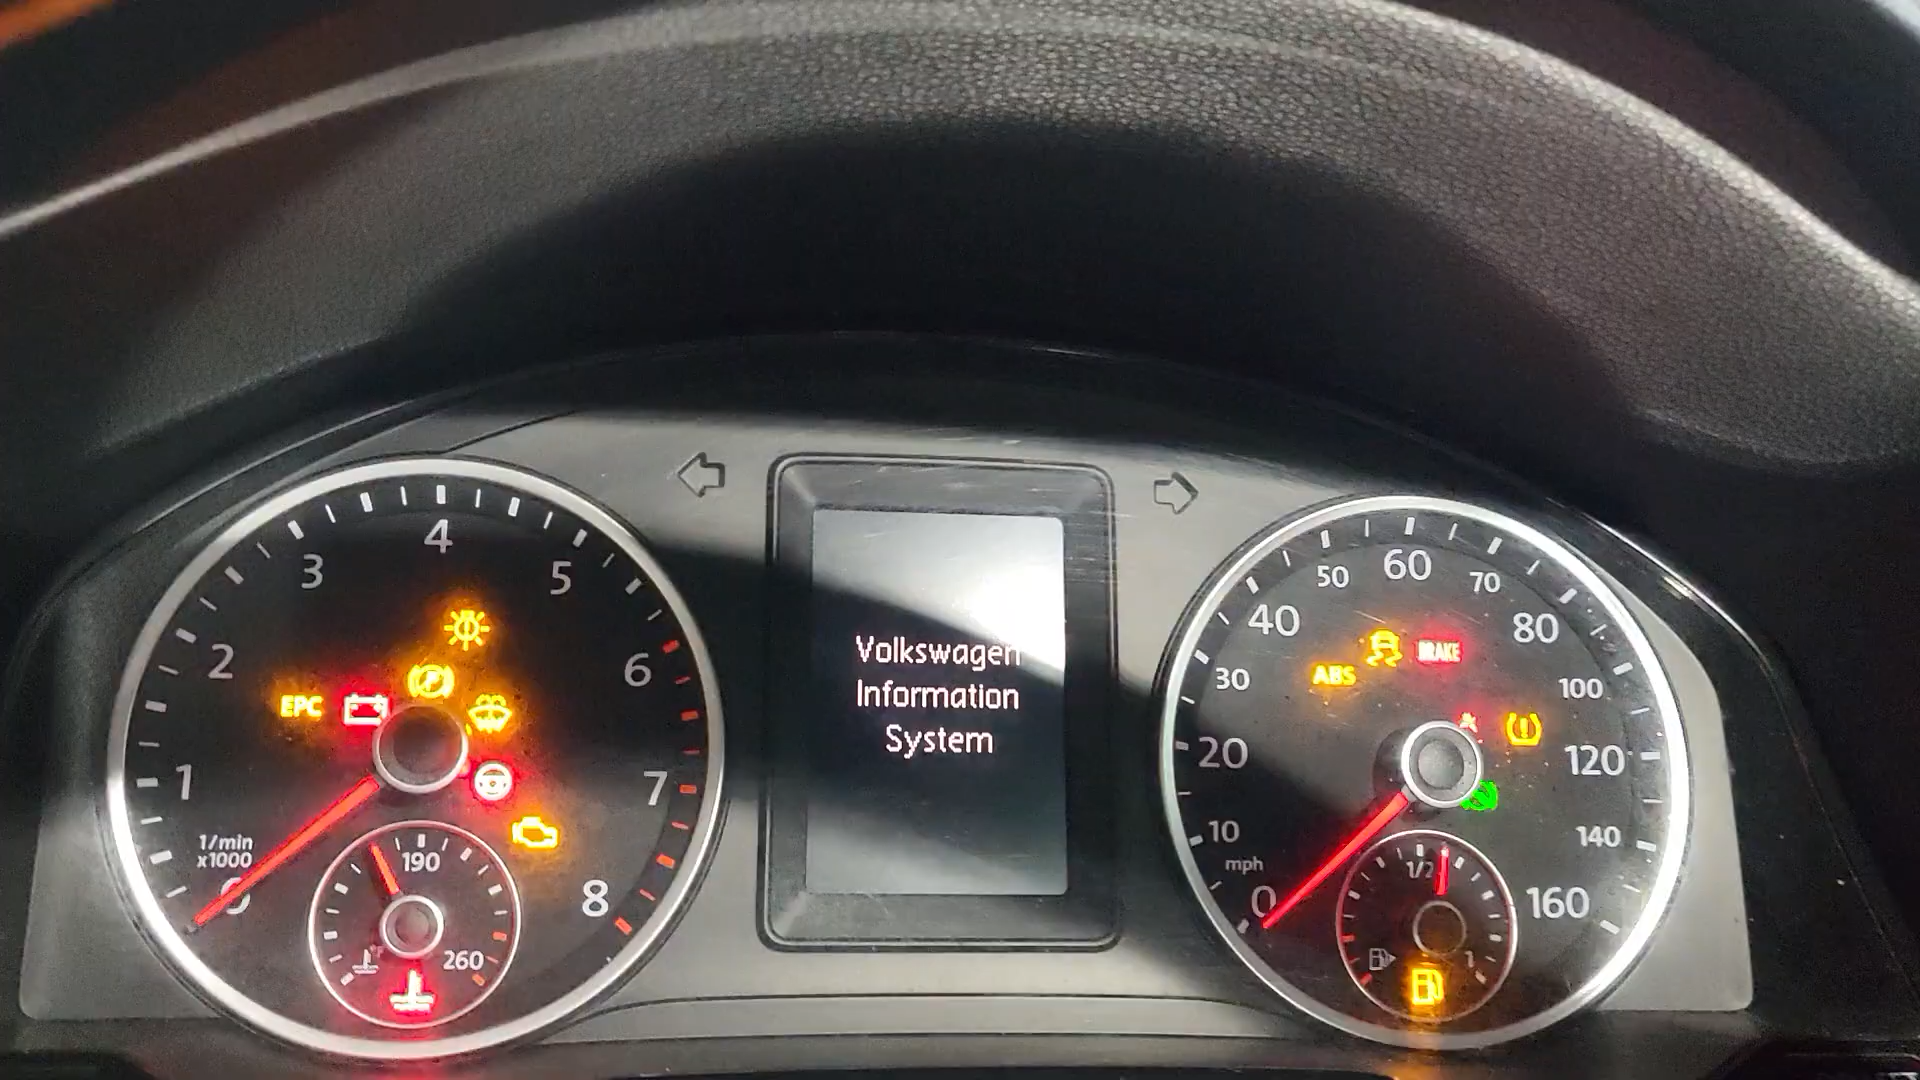 1
2
3
4
5
6
7
8
1/min
x1000
EPC
P
190
260
Volkswagen
Information
System
0
10
20
30
40
50
60
70
80
100
120
140
160
mph
ABS
BRAKE
1/2
1